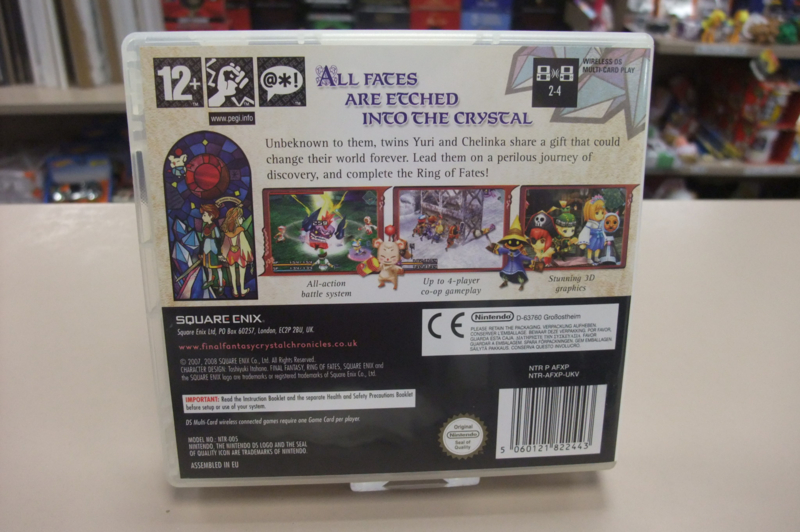 12+
@*!
www.pegi.info
ALL FATES
ARE ETCHED
INTO THE CRYSTAL
WIRELESS DS
MULTI-CARD PLAY
2-4
Unbeknown to them, twins Yuri and Chelinka share a gift that could
change their world forever. Lead them on a perilous journey of
discovery, and complete the Ring of Fates!
All-action
battle system
Up to 4-player
co-op gameplay
Stunning 3D
graphics
SQUARE ENIX.
Square Enix Ltd, PO Box 60257, London, EC2P 2BU, UK.
www.finalfantasycrystalchronicles.co.uk
© 2007, 2008 SQUARE ENIX Co., Ltd. All Rights Reserved.
CHARACTER DESIGN: Toshiyuki Itahana. FINAL FANTASY, RING OF FATES, SQUARE ENIX and
the SQUARE ENIX logo are trademarks or registered trademarks of Square Enix Co., Ltd.
IMPORTANT: Read the Instruction Booklet and the separate Health and Safety Precautions Booklet
before setup or use of your system.
DS Multi-Card wireless connected games require one Game Card per player.
MODEL NO.: NTR-005
NINTENDO, THE NINTENDO DS LOGO AND THE SEAL
OF QUALITY ICON ARE TRADEMARKS OF NINTENDO.
ASSEMBLED IN EU
CE
Nintendo D-63760 Großostheim
PLEASE RETAIN THE PACKAGING. VERPACKUNG AUFHEBEN.
NTR P AFXP
NTR-AFXP-UKV
Original
Nintendo
Seal of
Quality
5 060121 822443